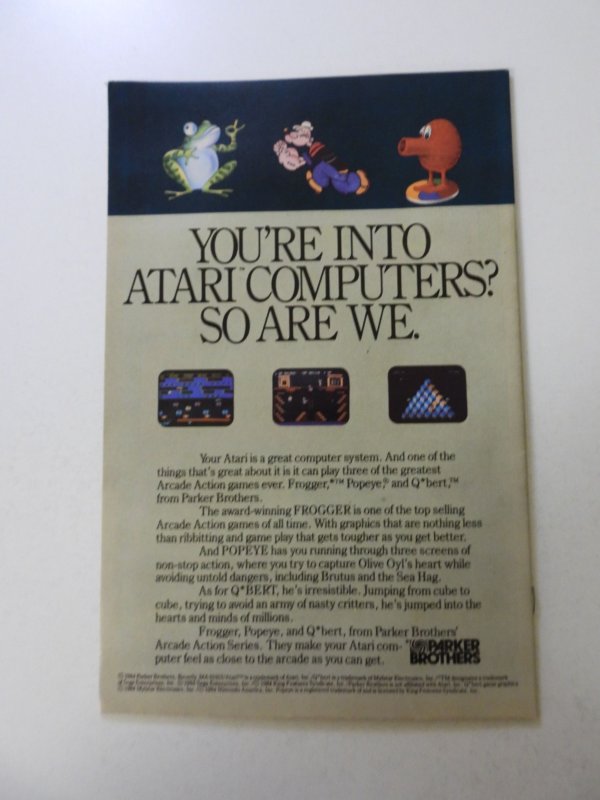 YOU'RE INTO
ATARI™ COMPUTERS?
SO ARE WE.
Your Atari is a great computer system. And one of the
things that's great about it is it can play three of the greatest
Arcade Action games ever. Frogger,®™ Popeye,® and Q*bert,™
from Parker Brothers.
The award-winning FROGGER is one of the top selling
Arcade Action games of all time. With graphics that are nothing less
than ribbitting and game play that gets tougher as you get better.
And POPEYE has you running through three screens of
non-stop action, where you try to capture Olive Oyl's heart while
avoiding untold dangers, including Brutus and the Sea Hag.
As for Q*BERT, he's irresistible. Jumping from cube to
cube, trying to avoid an army of nasty critters, he's jumped into the
hearts and minds of millions.
Frogger, Popeye, and Q*bert, from Parker Brothers'
Arcade Action Series. They make your Atari com-
puter feel as close to the arcade as you can get.
PARKER
BROTHERS